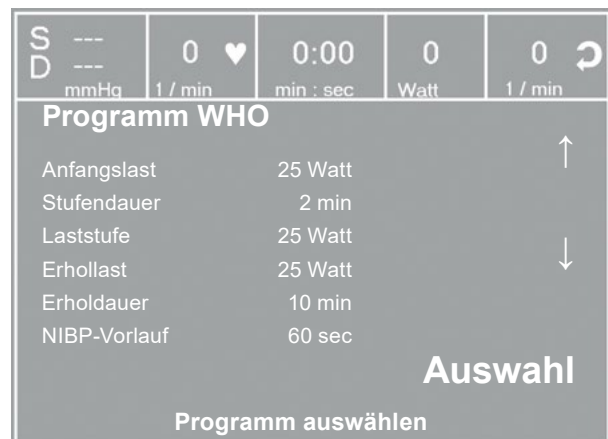 S ---
D ---
mmHg
0 ♥
1 / min
0:00
min : sec
0
Watt
0
1 / min
Programm WHO
Anfangslast 25 Watt
Stufendauer 2 min
Laststufe 25 Watt
Erhollast 25 Watt
Erholdauer 10 min
NIBP-Vorlauf 60 sec
↑
↓
Auswahl
Programm auswählen